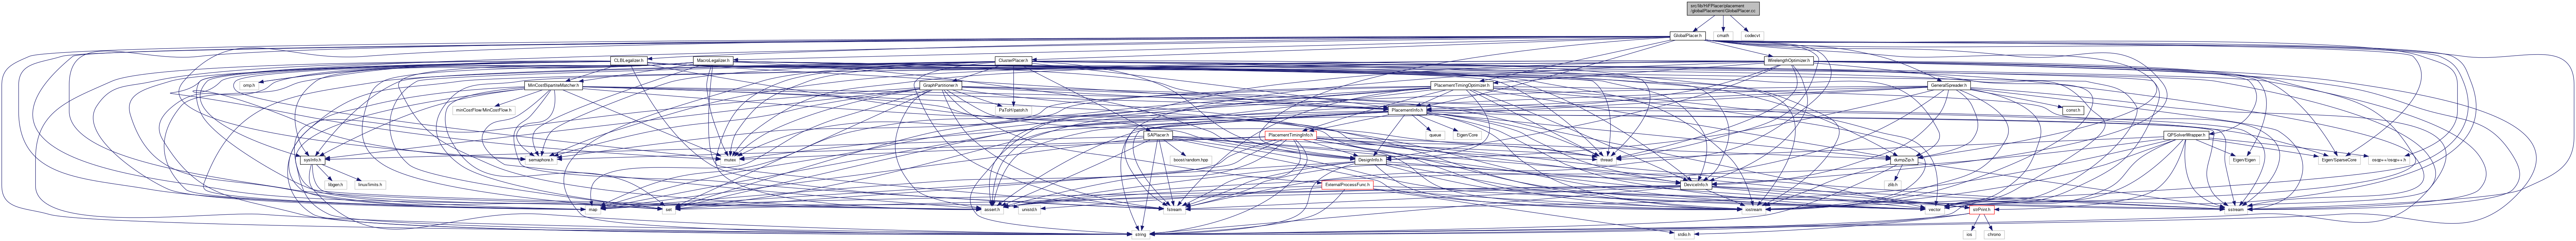 src/lib/HiFPlacer/placement
/globalPlacement/GlobalPlacer.cc
GlobalPlacer.h
cmath
codecvt
CLBLegalizer.h
MacroLegalizer.h
ClusterPlacer.h
WirelengthOptimizer.h
omp.h
MinCostBipartiteMatcher.h
GraphPartitioner.h
PlacementTimingOptimizer.h
GeneralSpreader.h
minCostFlow/MinCostFlow.h
PaToH/patoh.h
PlacementInfo.h
const.h
SAPlacer.h
PlacementTimingInfo.h
queue
Eigen/Core
QPSolverWrapper.h
sysInfo.h
semaphore.h
mutex
boost/random.hpp
thread
DesignInfo.h
dumpZip.h
Eigen/Eigen
Eigen/SparseCore
osqp++/osqp++.h
libgen.h
linux/limits.h
ExternalProcessFunc.h
DeviceInfo.h
zlib.h
map
set
assert.h
unistd.h
fstream
iostream
vector
strPrint.h
sstream
string
stdio.h
ios
chrono